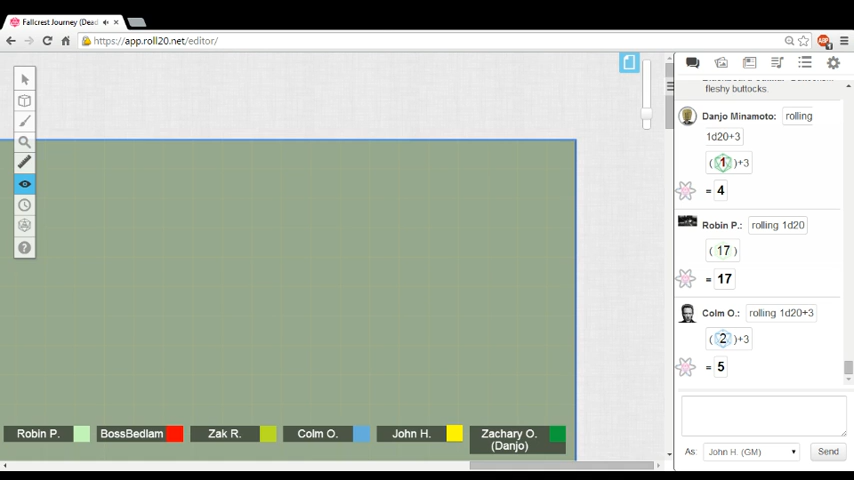 Fallcrest Journey (Dead
https://app.roll20.net/editor/
ABP
fleshy buttocks.
Danjo Minamoto: rolling
1d20+3
(1)+3
= 4
Robin P.: rolling 1d20
(17)
= 17
Colm O.: rolling 1d20+3
(2)+3
= 5
Robin P. BossBedlam Zak R. Colm O. John H. Zachary O.
(Danjo)
As: John H. (GM) Send